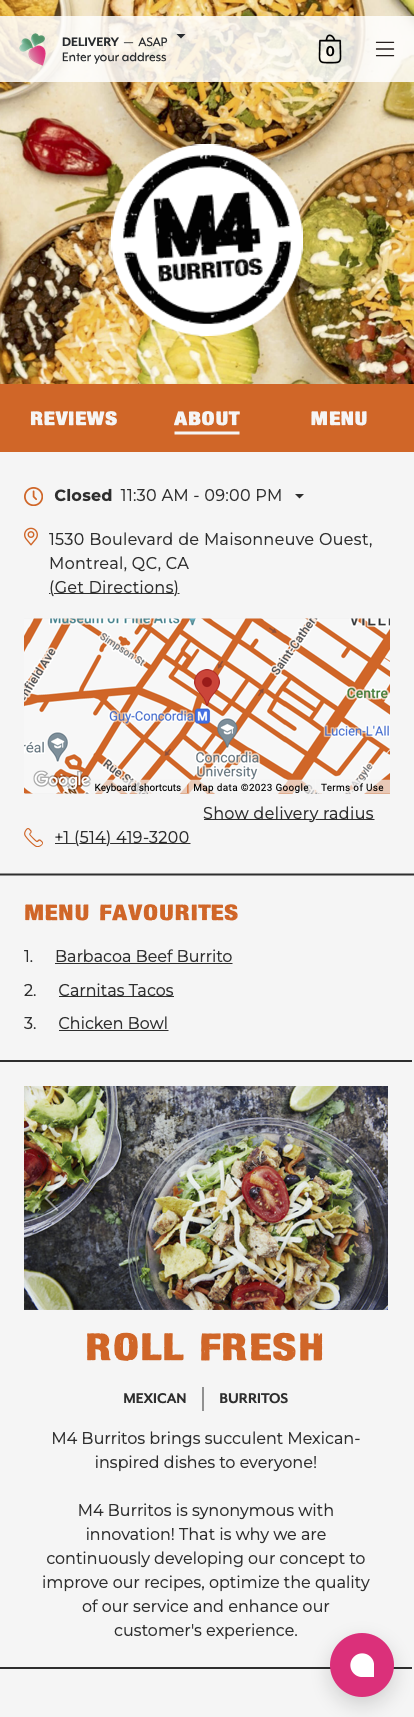 DELIVERY — ASAP
Enter your address
0
M4
BURRITOS
REVIEWS ABOUT MENU
Closed 11:30 AM - 09:00 PM
1530 Boulevard de Maisonneuve Ouest,
Montreal, QC, CA
(Get Directions)
Museum of Fine Arts
Simpson St
Saint-Cather
Centre
Guy-Concordia M
Lucien-L'All
réal
Concordia
University
Google
Keyboard shortcuts Map data ©2023 Google Terms of Use
Show delivery radius
+1 (514) 419-3200
MENU FAVOURITES
1. Barbacoa Beef Burrito
2. Carnitas Tacos
3. Chicken Bowl
ROLL FRESH
MEXICAN | BURRITOS
M4 Burritos brings succulent Mexican-
inspired dishes to everyone!
M4 Burritos is synonymous with
innovation! That is why we are
continuously developing our concept to
improve our recipes, optimize the quality
of our service and enhance our
customer's experience.